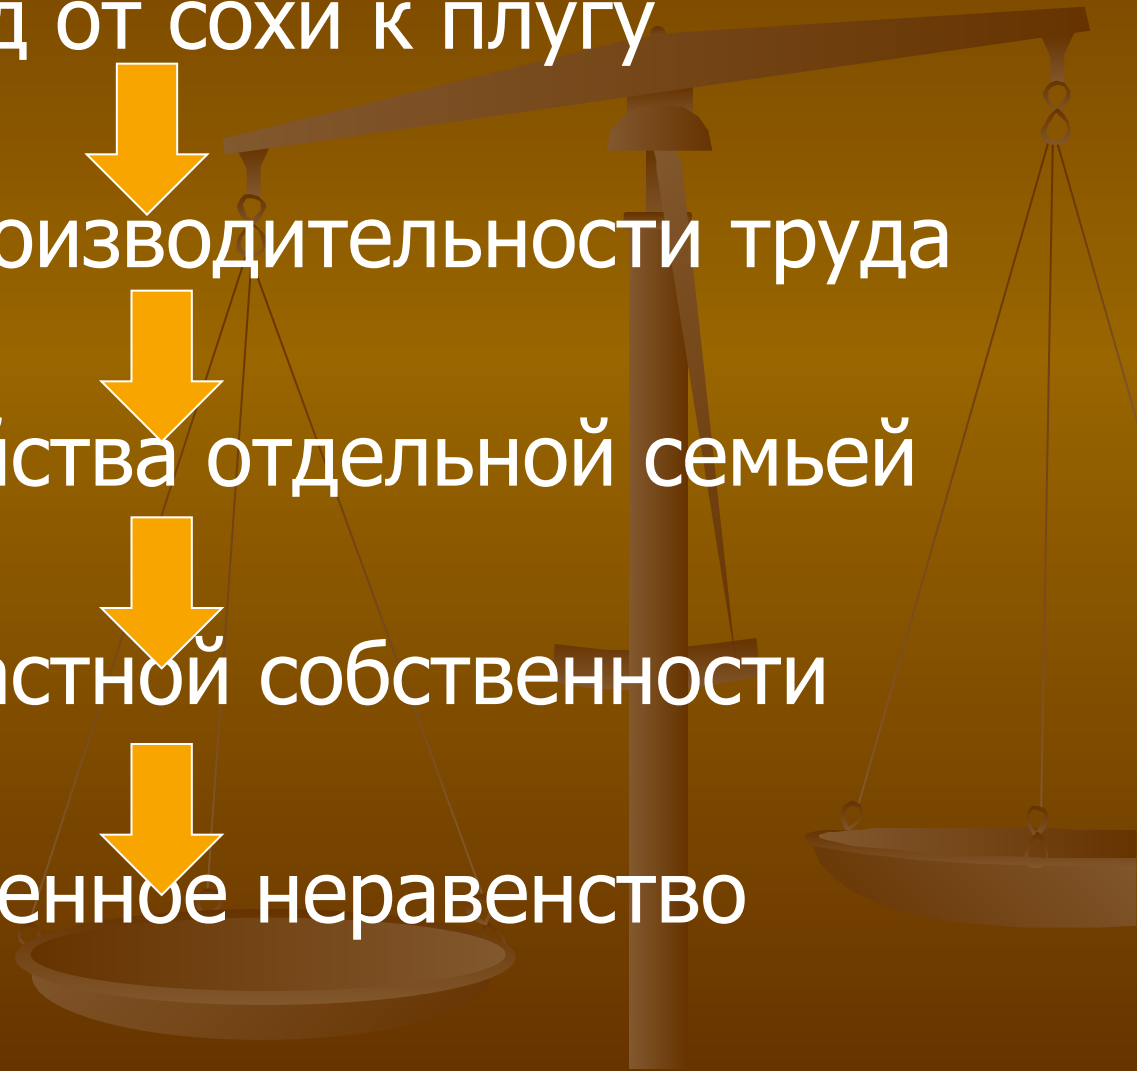 д от сохи к плугу
оизводительности труда
йства отдельной семьей
астной собственности
енное неравенство